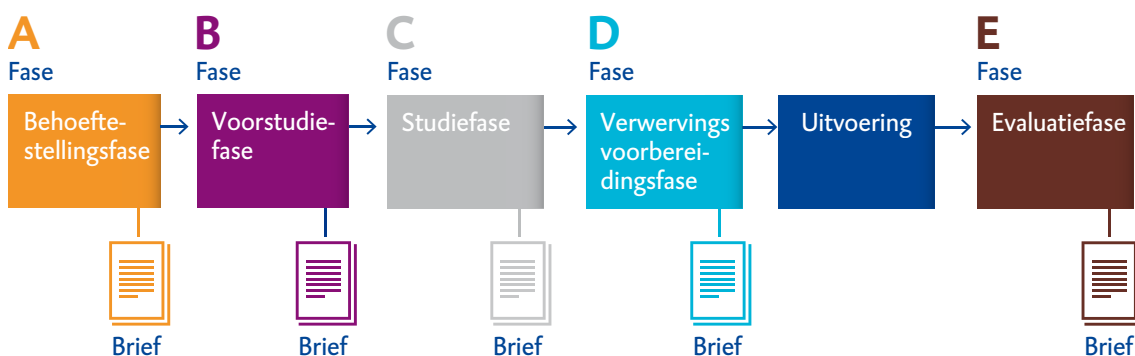 A
B
C
D
E
Fase
Fase
Fase
Fase
Fase
Behoefte-
stellingsfase
Voorstudie-
fase
Studiefase
Verwervings
voorberei-
dingsfase
Uitvoering
Evaluatiefase
Brief
Brief
Brief
Brief
Brief